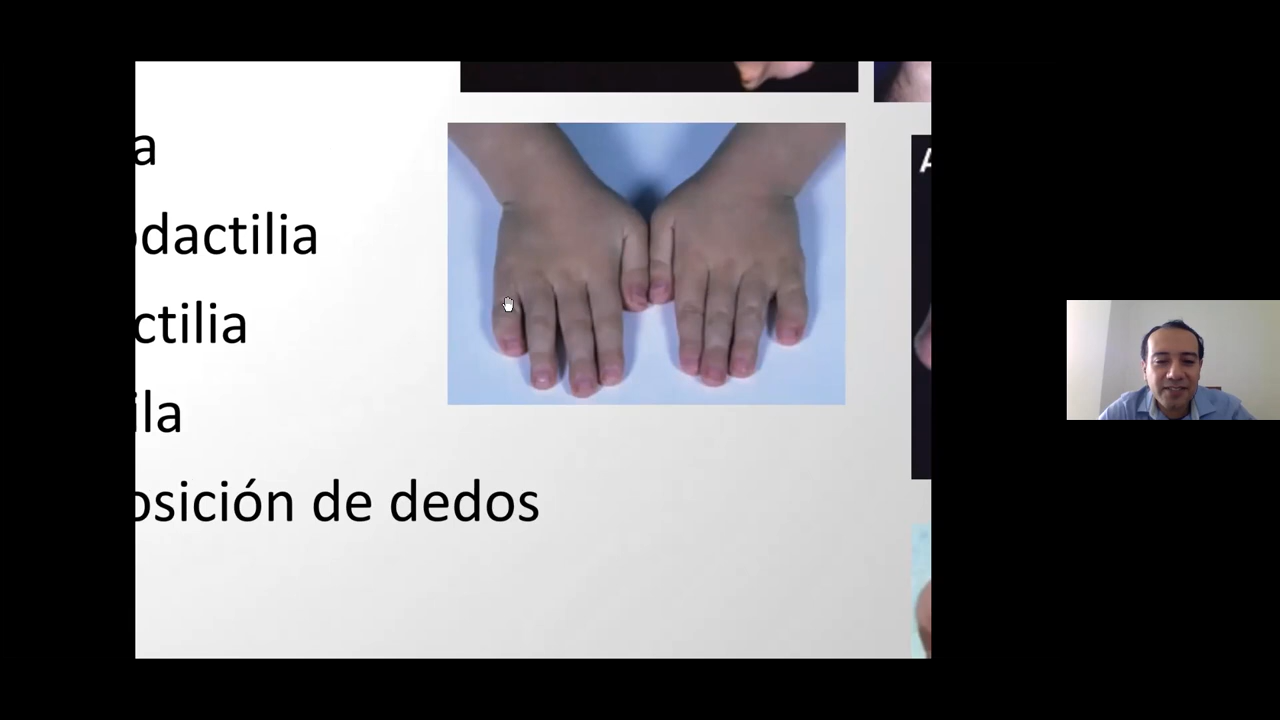 a
odactilia
ctilia
ila
osición de dedos
A